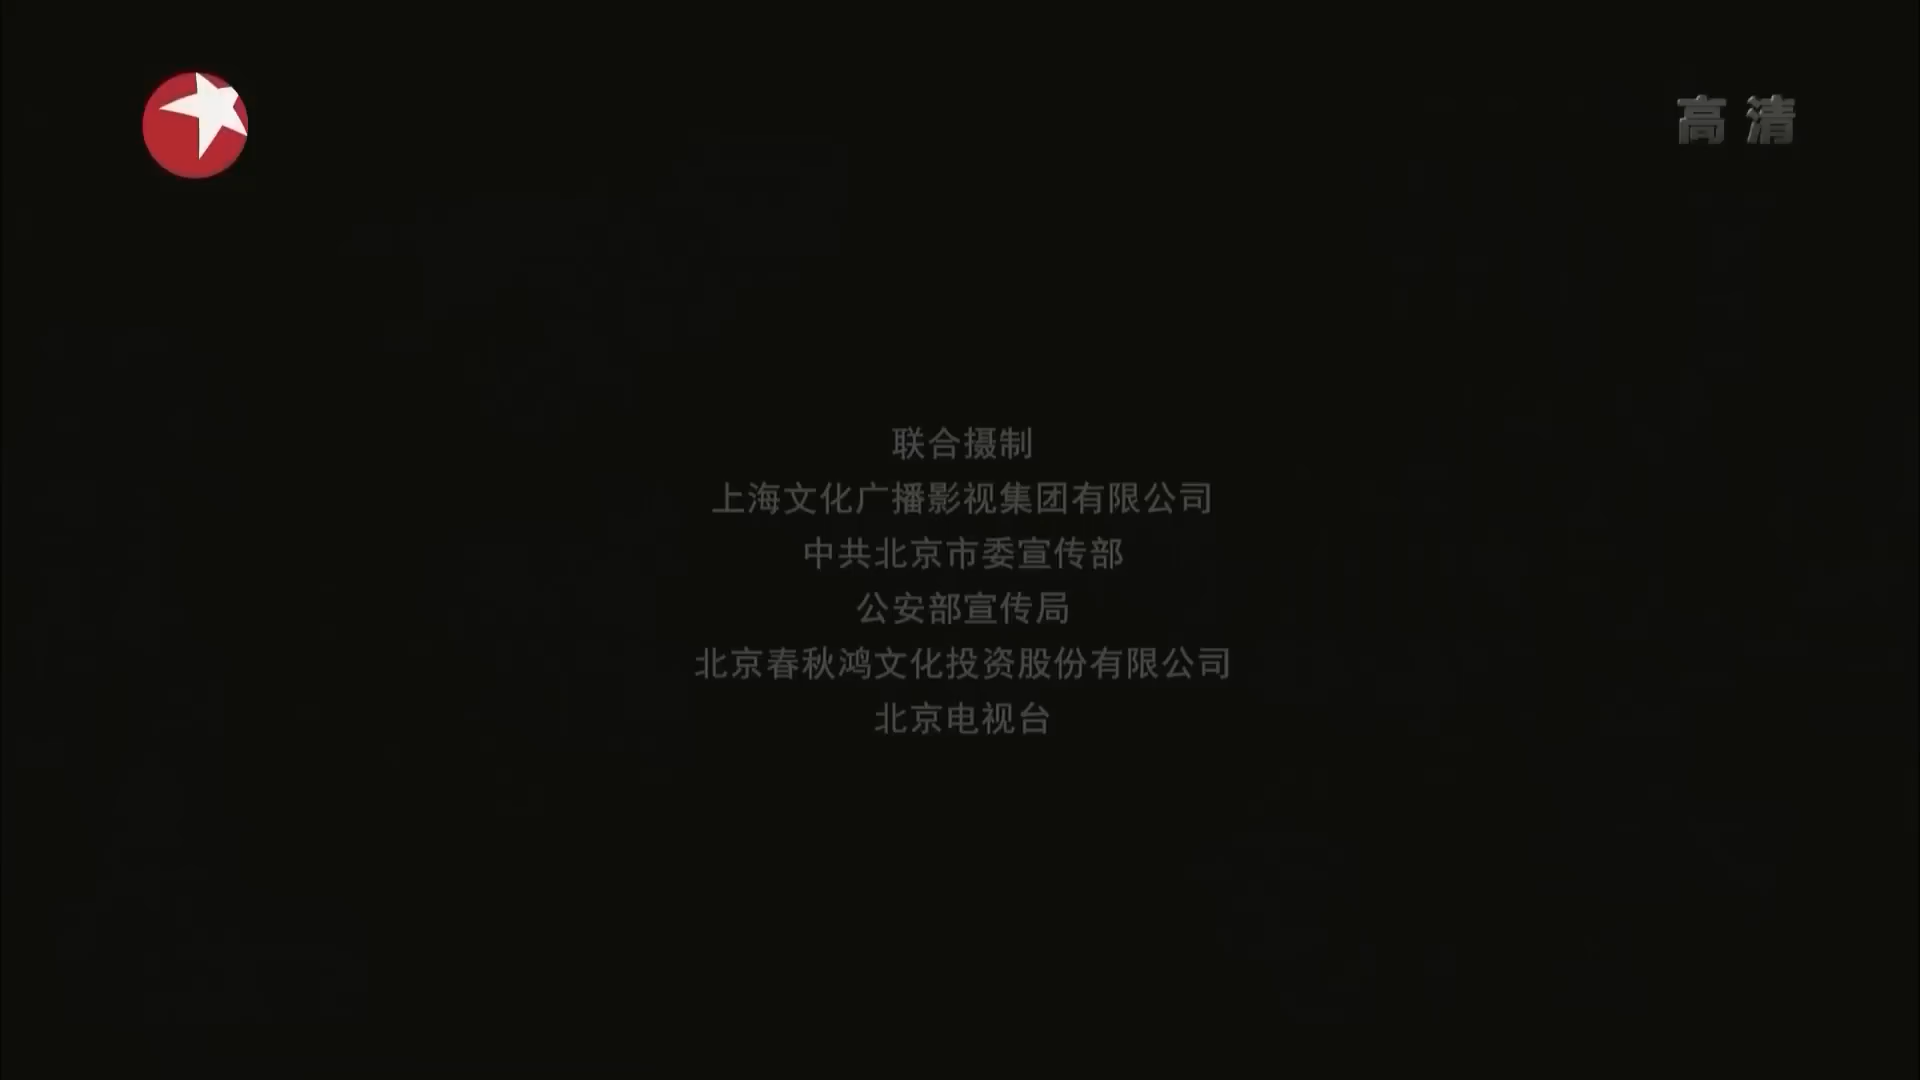 高清
联合摄制
上海文化广播影视集团有限公司
中共北京市委宣传部
公安部宣传局
北京春秋鸿文化投资股份有限公司
北京电视台